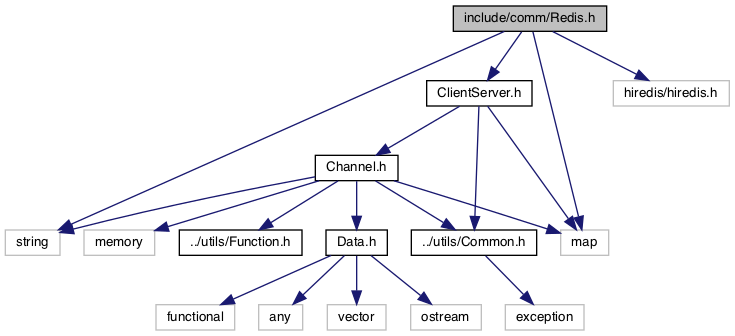 include/comm/Redis.h
ClientServer.h
hiredis/hiredis.h
Channel.h
string
memory
../utils/Function.h
Data.h
../utils/Common.h
map
functional
any
vector
ostream
exception